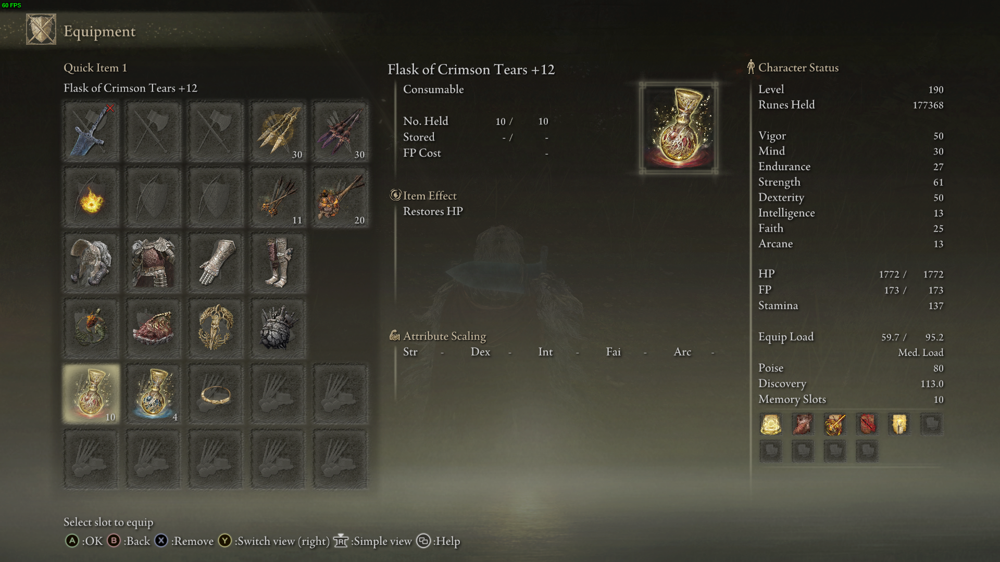 60 FPS
Equipment
Quick Item 1
Flask of Crimson Tears +12
30
30
11
20
10
4
Select slot to equip
A :OK B :Back X :Remove Y :Switch view (right) R :Simple view :Help
Flask of Crimson Tears +12
Consumable
No. Held 10 / 10
Stored - / -
FP Cost -
Item Effect
Restores HP
Attribute Scaling
Str - Dex - Int - Fai - Arc -
Character Status
Level 190
Runes Held 177368
Vigor 50
Mind 30
Endurance 27
Strength 61
Dexterity 50
Intelligence 13
Faith 25
Arcane 13
HP 1772 / 1772
FP 173 / 173
Stamina 137
Equip Load 59.7 / 95.2
Med. Load
Poise 80
Discovery 113.0
Memory Slots 10